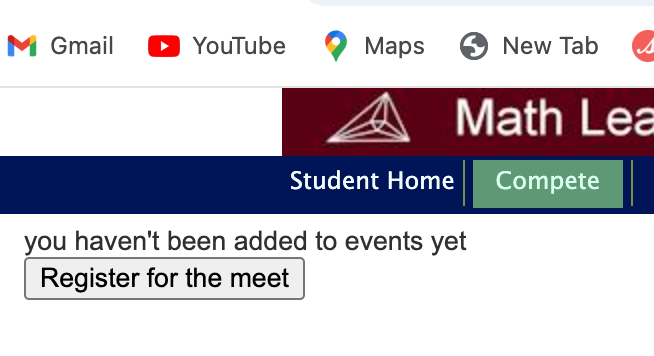 Gmail YouTube Maps New Tab
Math Lea
Student Home Compete
you haven't been added to events yet
Register for the meet